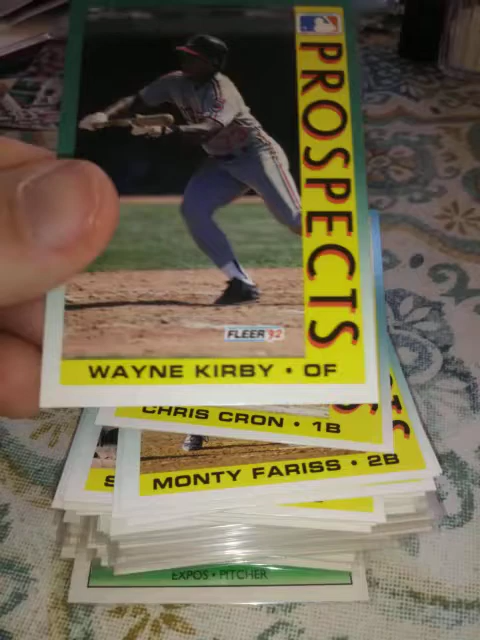 PROSPECTS
FLEER '92
WAYNE KIRBY • OF
CHRIS CRON • 1B
S
MONTY FARISS • 2B
EXPOS • PITCHER